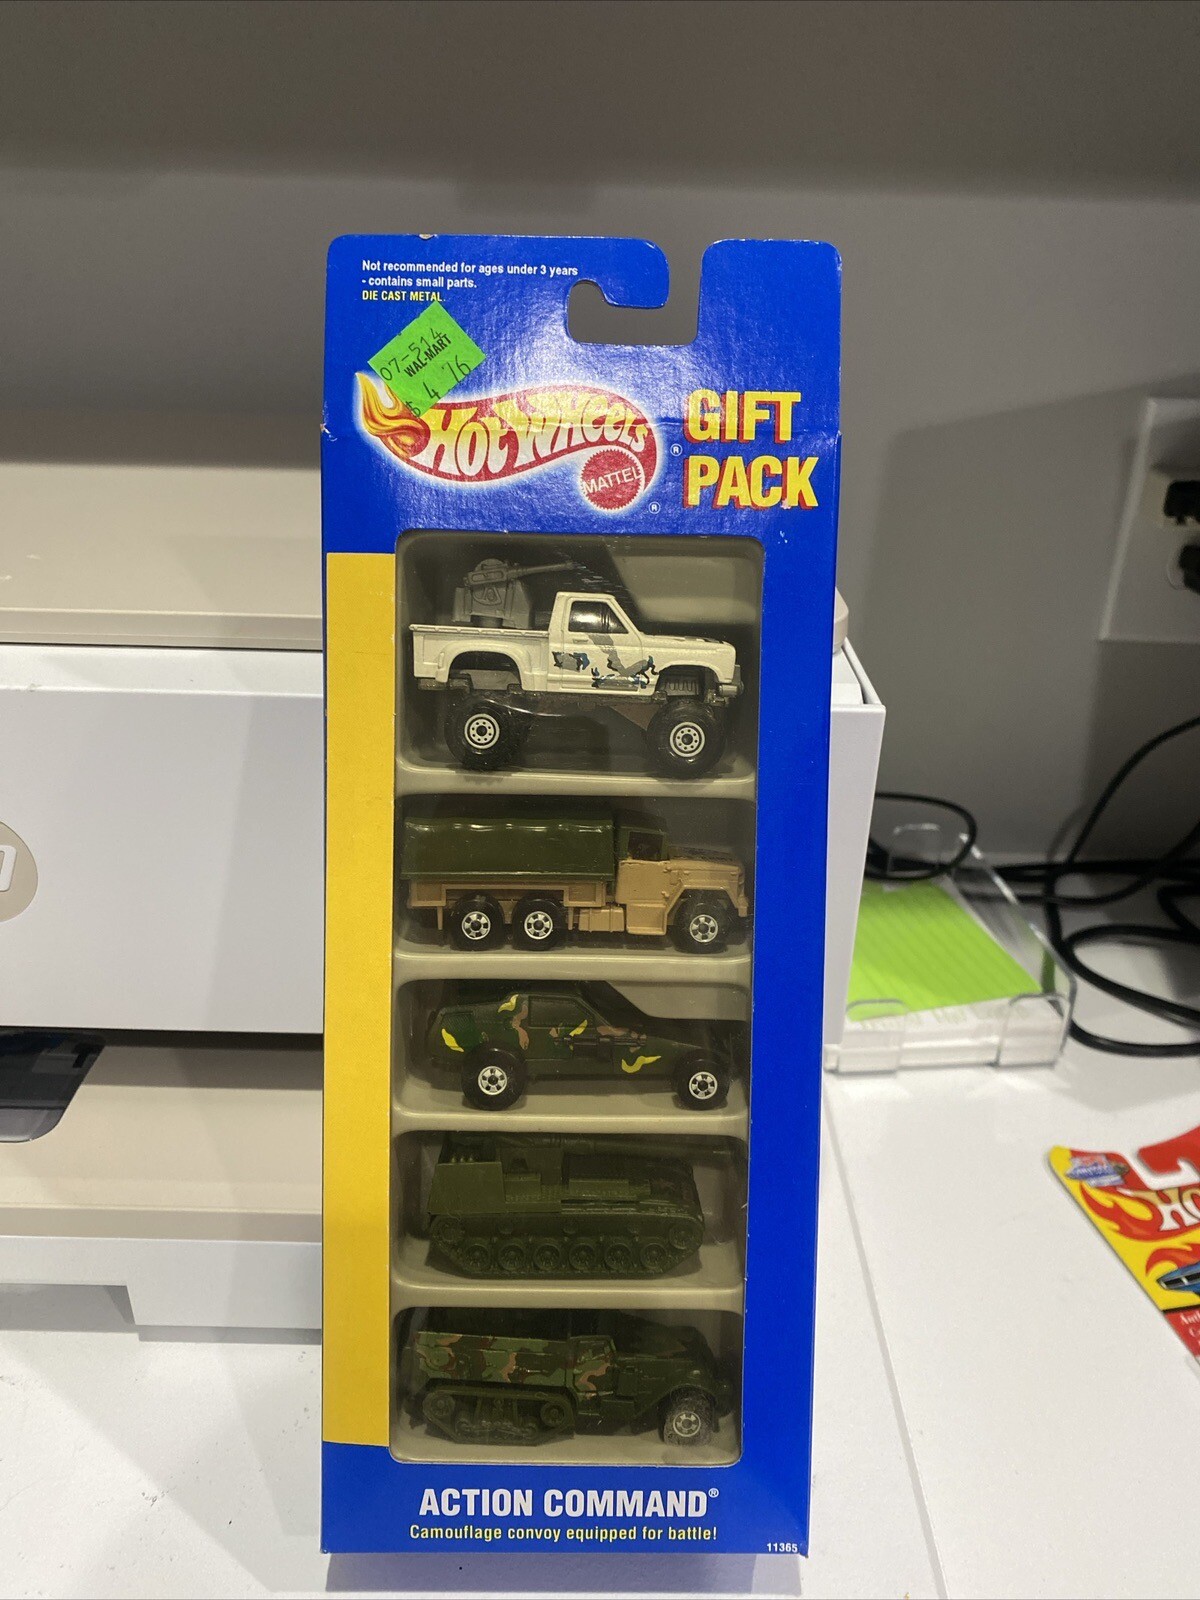 Not recommended for ages under 3 years
- contains small parts.
DIE CAST METAL.
07-514
WAL-MART
$ 4 76
Hot Wheels
®
MATTEL
®
GIFT
PACK
ACTION COMMAND®
Camouflage convoy equipped for battle!
11365